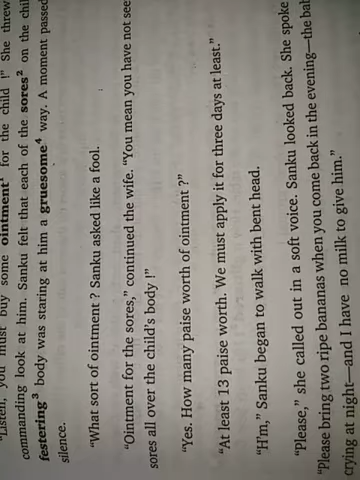 "Listen, you must buy some ointment¹ for the child !" She threw
commanding look at him. Sanku felt that each of the sores² on the
festering³ body was staring at him a gruesome⁴ way. A moment passed
silence.
"What sort of ointment ? Sanku asked like a fool.
"Ointment for the sores," continued the wife. "You mean you have not
sores all over the child's body !"
"Yes. How many paise worth of ointment ?"
"At least 13 paise worth. We must apply it for three days at least."
"H'm," Sanku began to walk with bent head.
"Please," she called out in a soft voice. Sanku looked back. She spoke
"Please bring two ripe bananas when you come back in the evening—the
crying at night—and I have no milk to give him."